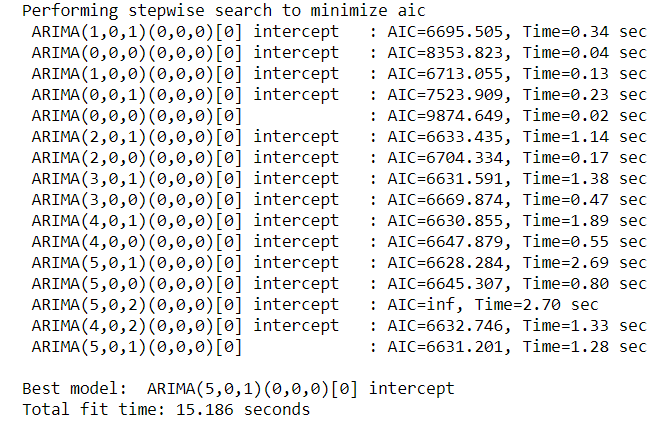 Performing stepwise search to minimize aic
ARIMA(1,0,1)(0,0,0)[0] intercept   : AIC=6695.505, Time=0.34 sec
ARIMA(0,0,0)(0,0,0)[0] intercept   : AIC=8353.823, Time=0.04 sec
ARIMA(1,0,0)(0,0,0)[0] intercept   : AIC=6713.055, Time=0.13 sec
ARIMA(0,0,1)(0,0,0)[0] intercept   : AIC=7523.909, Time=0.23 sec
ARIMA(0,0,0)(0,0,0)[0]             : AIC=9874.649, Time=0.02 sec
ARIMA(2,0,1)(0,0,0)[0] intercept   : AIC=6633.435, Time=1.14 sec
ARIMA(2,0,0)(0,0,0)[0] intercept   : AIC=6704.334, Time=0.17 sec
ARIMA(3,0,1)(0,0,0)[0] intercept   : AIC=6631.591, Time=1.38 sec
ARIMA(3,0,0)(0,0,0)[0] intercept   : AIC=6669.874, Time=0.47 sec
ARIMA(4,0,1)(0,0,0)[0] intercept   : AIC=6630.855, Time=1.89 sec
ARIMA(4,0,0)(0,0,0)[0] intercept   : AIC=6647.879, Time=0.55 sec
ARIMA(5,0,1)(0,0,0)[0] intercept   : AIC=6628.284, Time=2.69 sec
ARIMA(5,0,0)(0,0,0)[0] intercept   : AIC=6645.307, Time=0.80 sec
ARIMA(5,0,2)(0,0,0)[0] intercept   : AIC=inf, Time=2.70 sec
ARIMA(4,0,2)(0,0,0)[0] intercept   : AIC=6632.746, Time=1.33 sec
ARIMA(5,0,1)(0,0,0)[0]             : AIC=6631.201, Time=1.28 sec
Best model:  ARIMA(5,0,1)(0,0,0)[0] intercept
Total fit time: 15.186 seconds